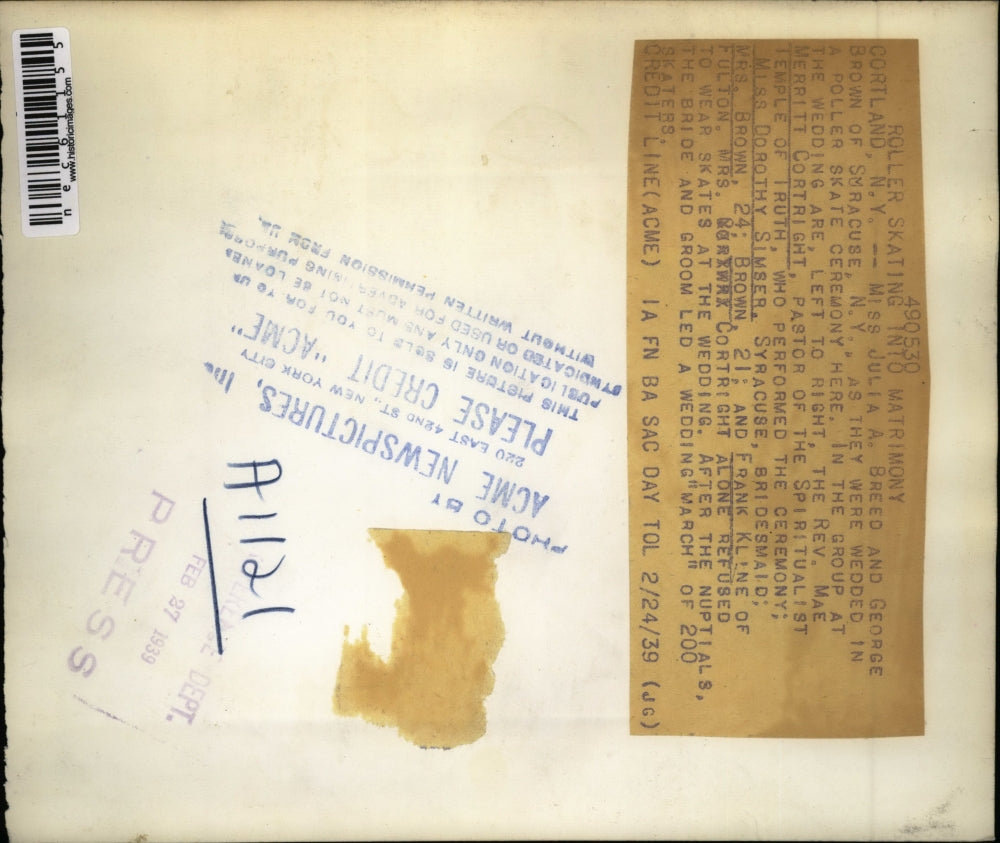 490530
ROLLER SKATING INTO MATRIMONY
CORTLAND, N.Y. -- MISS JULIA A. BREED AND GEORGE
BROWN OF SYRACUSE, N.Y., AS THEY WERE WEDDED IN
A ROLLER SKATE CEREMONY HERE. IN THE GROUP AT
THE WEDDING ARE, LEFT TO RIGHT, THE REV. MAE
MERRITT CORTRIGHT, PASTOR OF THE SPIRITUALIST
TEMPLE OF TRUTH, WHO PERFORMED THE CEREMONY;
MISS DOROTHY SIMSER, SYRACUSE, BRIDESMAID;
MRS. BROWN, 24; BROWN, 21; AND FRANK KLINE OF
FULTON. MRS. CORTRIGHT ALONE REFUSED
TO WEAR SKATES AT THE WEDDING. AFTER THE NUPTIALS,
THE BRIDE AND GROOM LED A WEDDING"MARCH" OF 200
SKATERS.
CREDIT LINE(ACME) IA FN BA SAC DAY TOL 2/24/39 (JG)
PHOTO BY
ACME NEWSPICTURES, Inc
220 EAST 42ND ST., NEW YORK CITY
PLEASE CREDIT "ACME"
THIS PICTURE IS SOLD TO YOU FOR YOUR
PUBLICATION ONLY AND MUST NOT BE LOANED
SYNDICATED OR USED FOR ADVERTISING PURPOSE
WITHOUT WRITTEN PERMISSION FROM US.
DEPT.
FEB 27 1939
PRESS
www.historicimages.com
nec61155